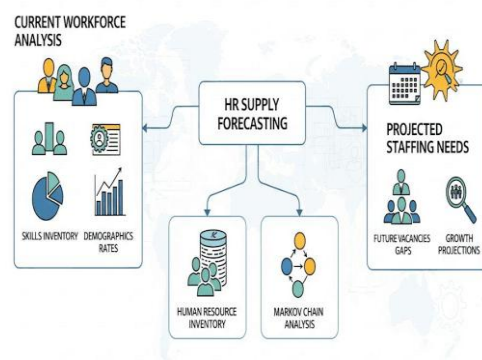 CURRENT WORKFORCE
ANALYSIS
SKILLS INVENTORY
DEMOGRAPHICS
RATES
HR SUPPLY
FORECASTING
HUMAN RESOURCE
INVENTORY
MARKOV CHAIN
ANALYSIS
PROJECTED
STAFFING NEEDS
FUTURE VACANCIES
GAPS
GROWTH
PROJECTIONS